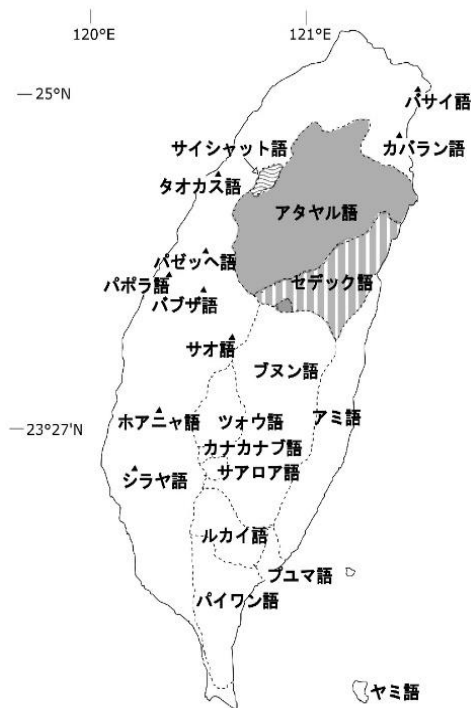 120°E
121°E
25°N
バサイ語
カバラン語
サイシャット語
タオカス語
アタヤル語
パゼッヘ語
セデック語
パポラ語
バブザ語
サオ語
ブヌン語
ホアニャ語
ツォウ語
アミ語
23°27'N
カナカナブ語
サアロア語
シラヤ語
ルカイ語
プユマ語
パイワン語
ヤミ語